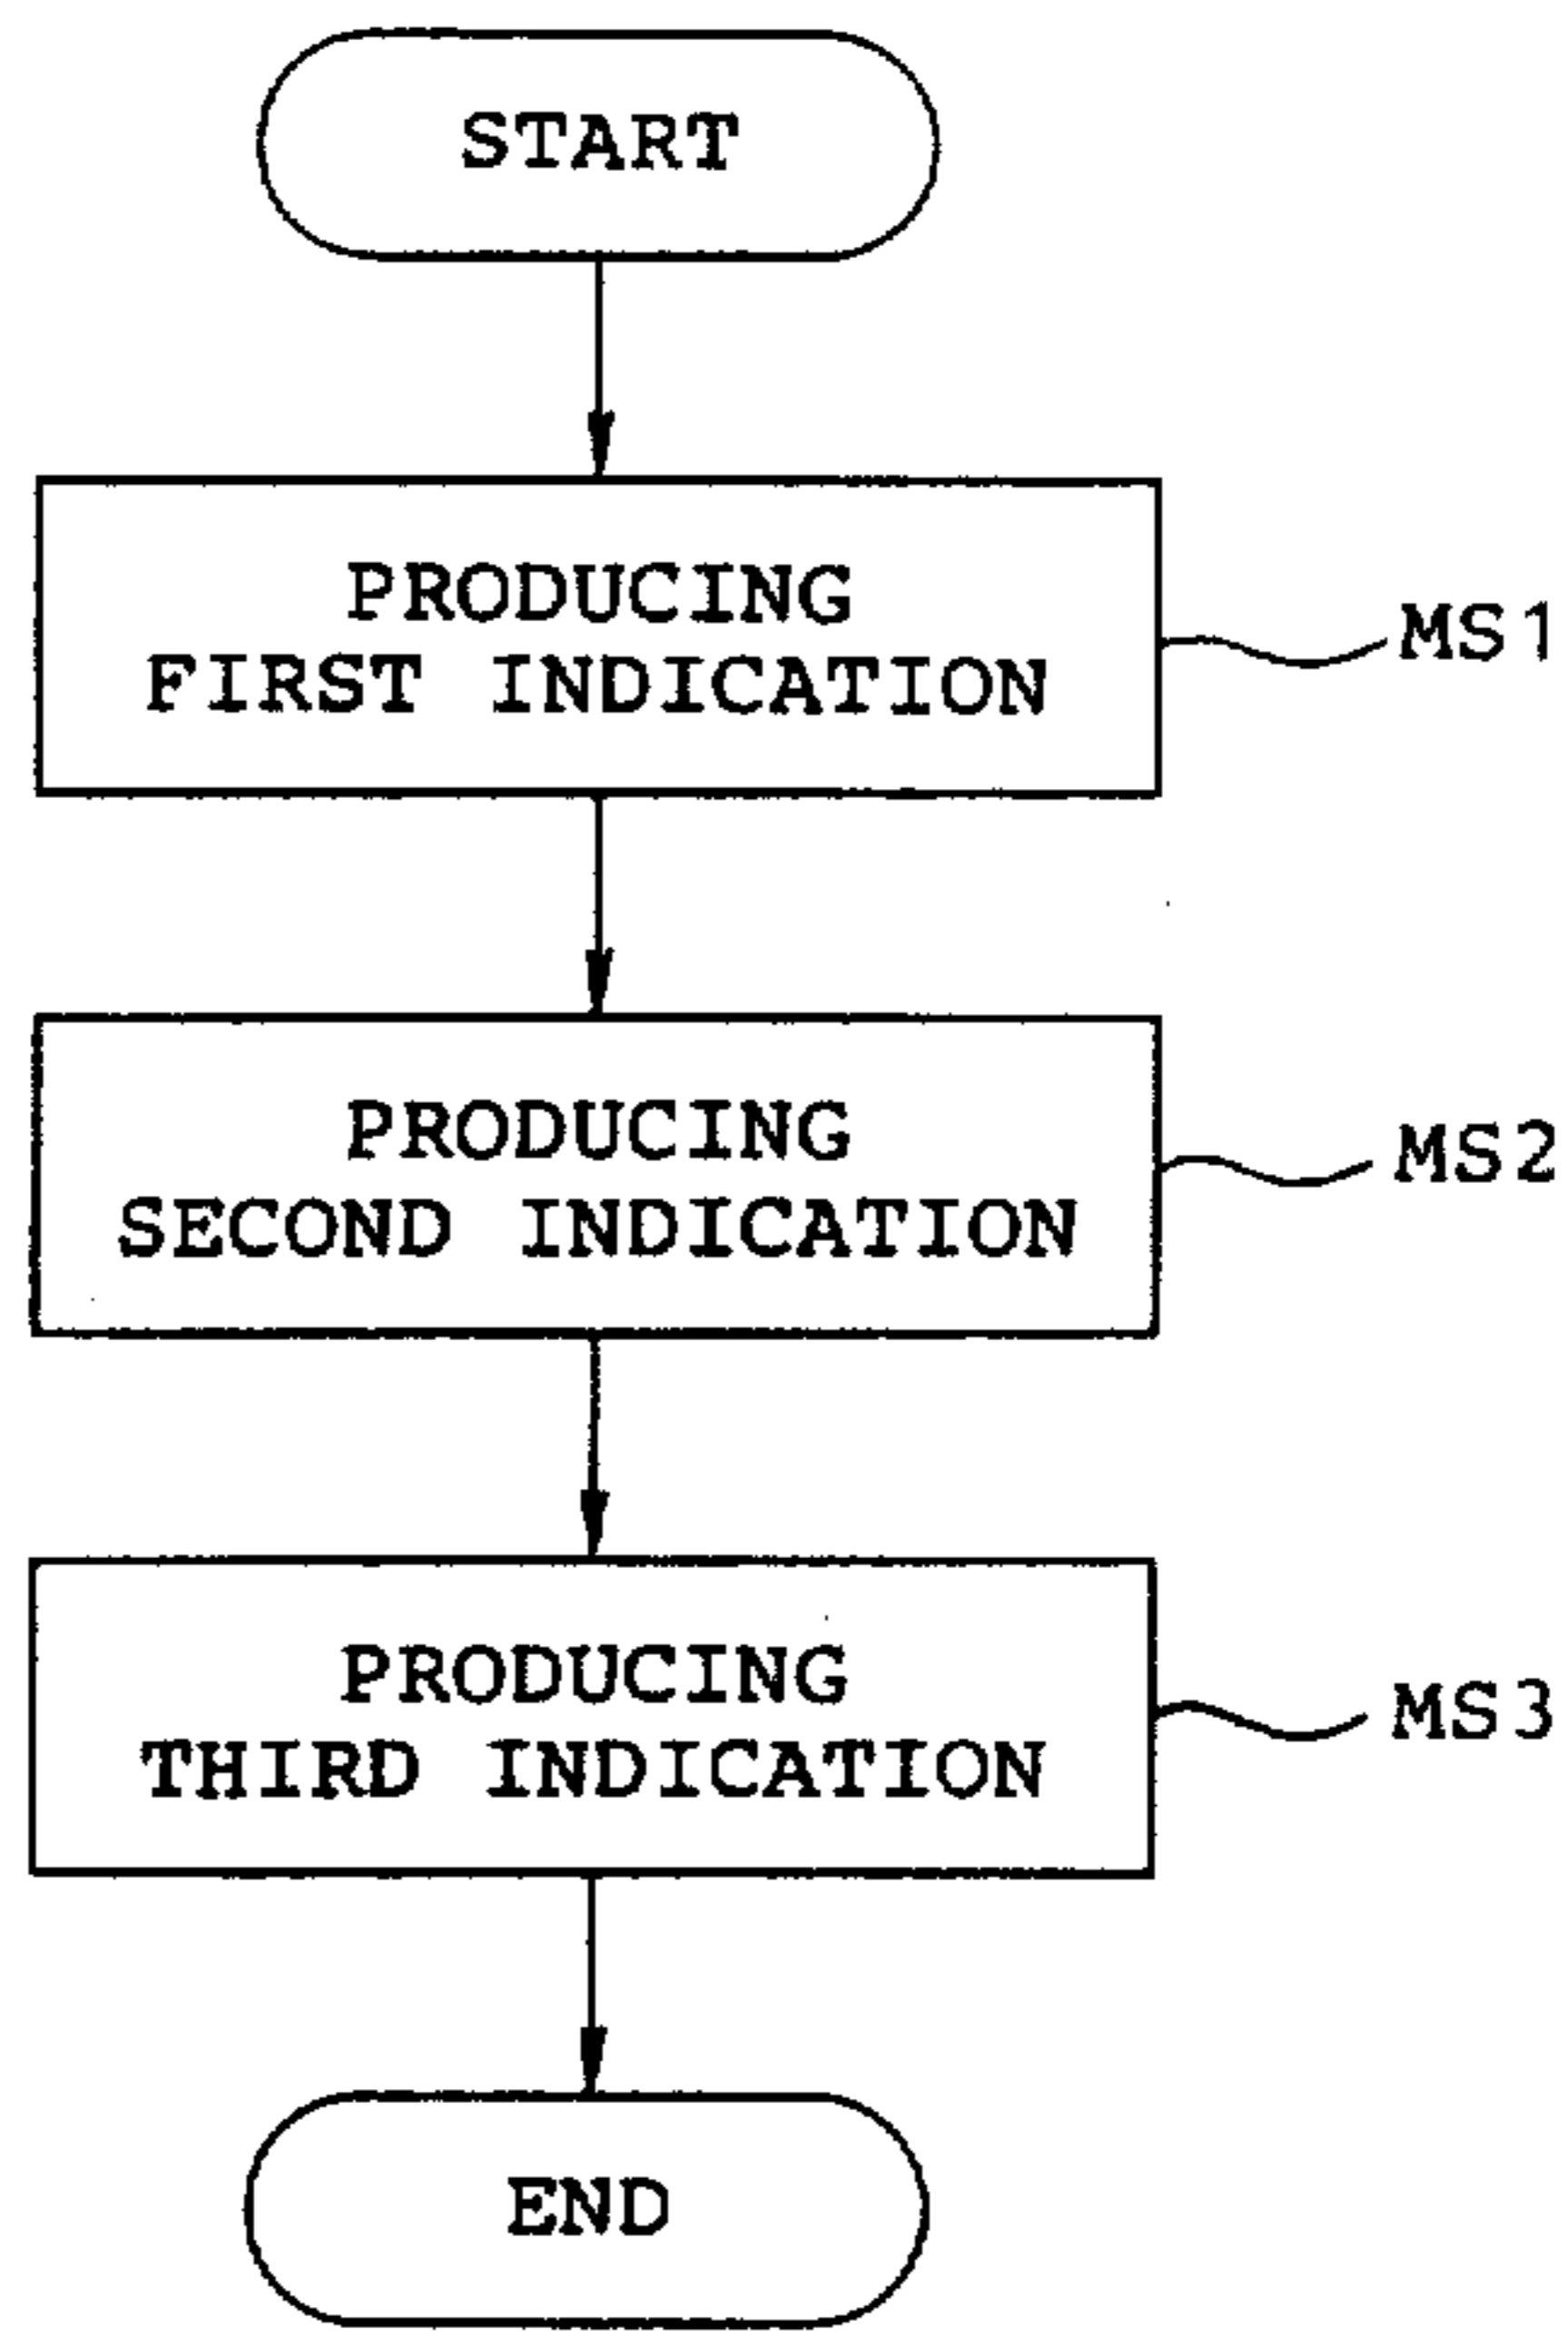 START
PRODUCING
FIRST INDICATION
MS1
PRODUCING
SECOND INDICATION
MS2
PRODUCING
THIRD INDICATION
MS3
END